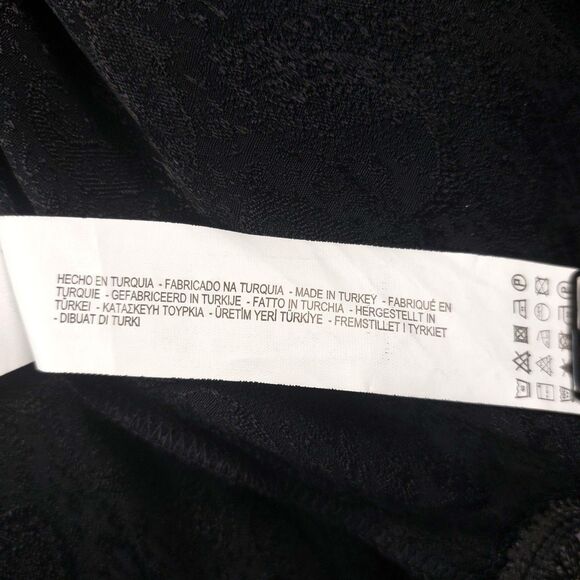 HECHO EN TURQUIA - FABRICADO NA TURQUIA - MADE IN TURKEY - FABRIQUÉ EN
TURQUIE - GEFABRICEERD IN TURKIJE - FATTO IN TURCHIA - HERGESTELLT IN
TÜRKEI - ΚΑΤΑΣΚΕΥΗ ΤΟΥΡΚΙΑ - ÜRETİM YERİ TÜRKİYE - FREMSTILLET I TYRKIET
- DIBUAT DI TURKI